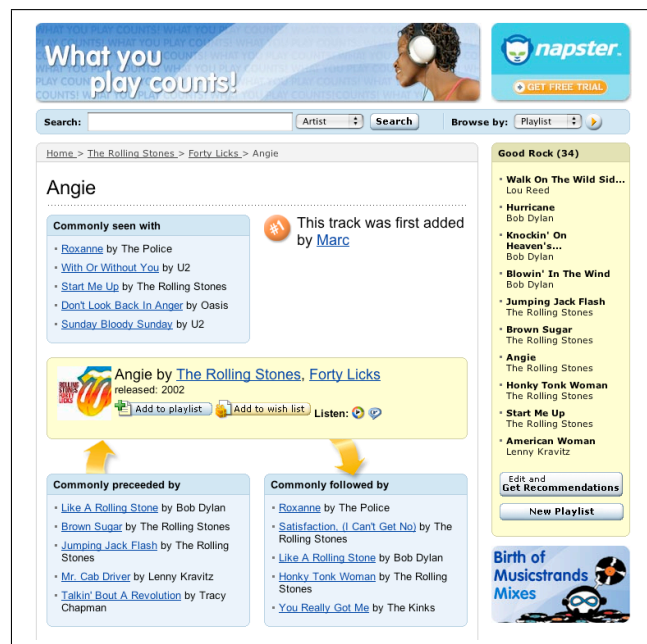 What you
play counts!
napster.
GET FREE TRIAL
Search:
Artist
Search
Browse by:
Playlist
Home > The Rolling Stones > Forty Licks > Angie
Angie
Commonly seen with
Roxanne by The Police
With Or Without You by U2
Start Me Up by The Rolling Stones
Don't Look Back In Anger by Oasis
Sunday Bloody Sunday by U2
#1
This track was first added
by Marc
ROLLING
STONES
FORTY
LICKS
Angie by The Rolling Stones, Forty Licks
released: 2002
Add to playlist
Add to wish list
Listen:
Commonly preceeded by
Like A Rolling Stone by Bob Dylan
Brown Sugar by The Rolling Stones
Jumping Jack Flash by The Rolling
Stones
Mr. Cab Driver by Lenny Kravitz
Talkin' Bout A Revolution by Tracy
Chapman
Commonly followed by
Roxanne by The Police
Satisfaction, (I Can't Get No) by The
Rolling Stones
Like A Rolling Stone by Bob Dylan
Honky Tonk Woman by The Rolling
Stones
You Really Got Me by The Kinks
Good Rock (34)
Walk On The Wild Sid...
Lou Reed
Hurricane
Bob Dylan
Knockin' On
Heaven's...
Bob Dylan
Blowin' In The Wind
Bob Dylan
Jumping Jack Flash
The Rolling Stones
Brown Sugar
The Rolling Stones
Angie
The Rolling Stones
Honky Tonk Woman
The Rolling Stones
Start Me Up
The Rolling Stones
American Woman
Lenny Kravitz
Edit and
Get Recommendations
New Playlist
Birth of
Musicstrands
Mixes